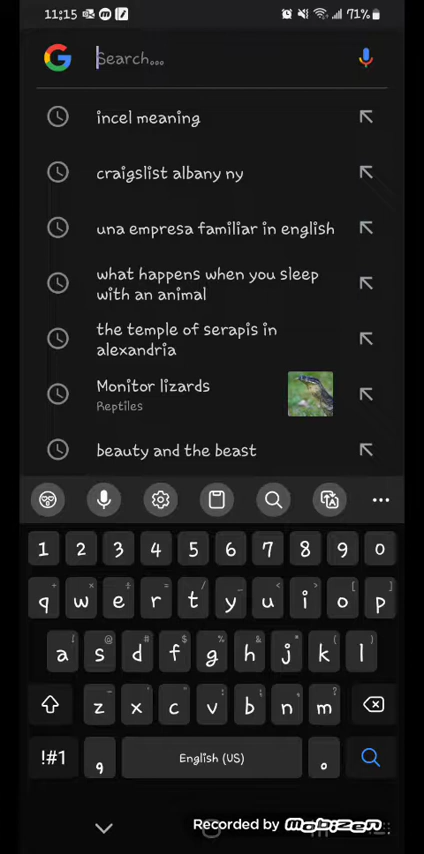 11:15 71%
Search...
incel meaning
craigslist albany ny
una empresa familiar in english
what happens when you sleep
with an animal
the temple of serapis in
alexandria
Monitor lizards
Reptiles
beauty and the beast
1 2 3 4 5 6 7 8 9 0
+ × ÷ = / _ < > [ ]
q w e r t y u i o p
! @ # $ % & * ( )
a s d f g h j k l
- ' " : ; , ?
z x c v b n m
!#1 , English (US) .
Recorded by mobizen